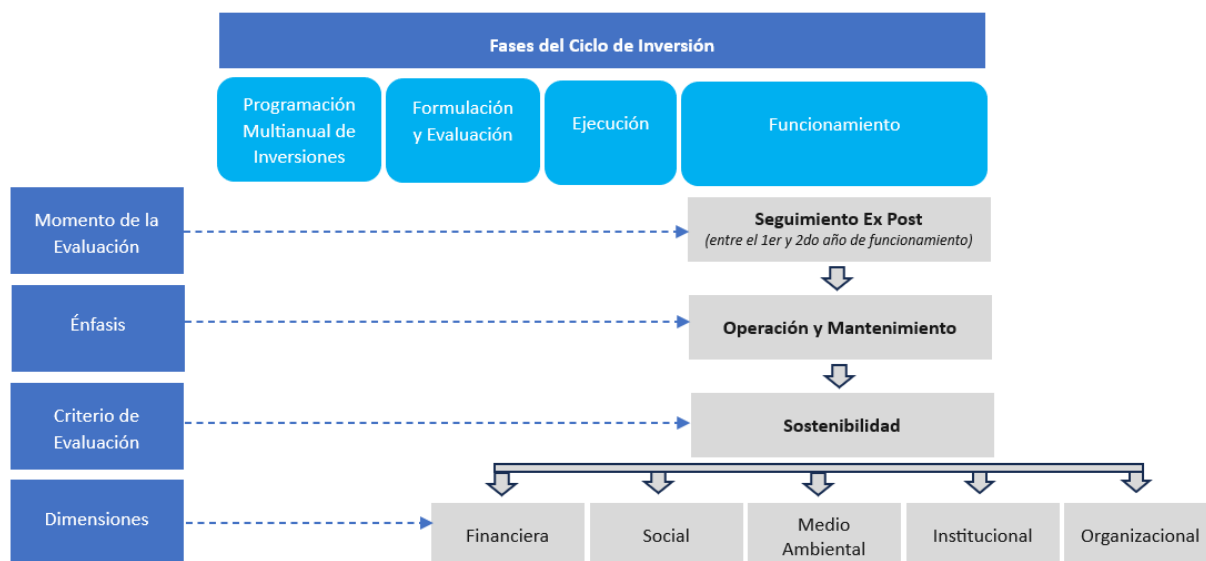 Fases del Ciclo de Inversión
Programación
Multianual de
Inversiones
Formulación
y Evaluación
Ejecución
Funcionamiento
Momento de la
Evaluación
Seguimiento Ex Post
(entre el 1er y 2do año de funcionamiento)
Énfasis
Operación y Mantenimiento
Criterio de
Evaluación
Sostenibilidad
Dimensiones
Financiera
Social
Medio
Ambiental
Institucional
Organizacional